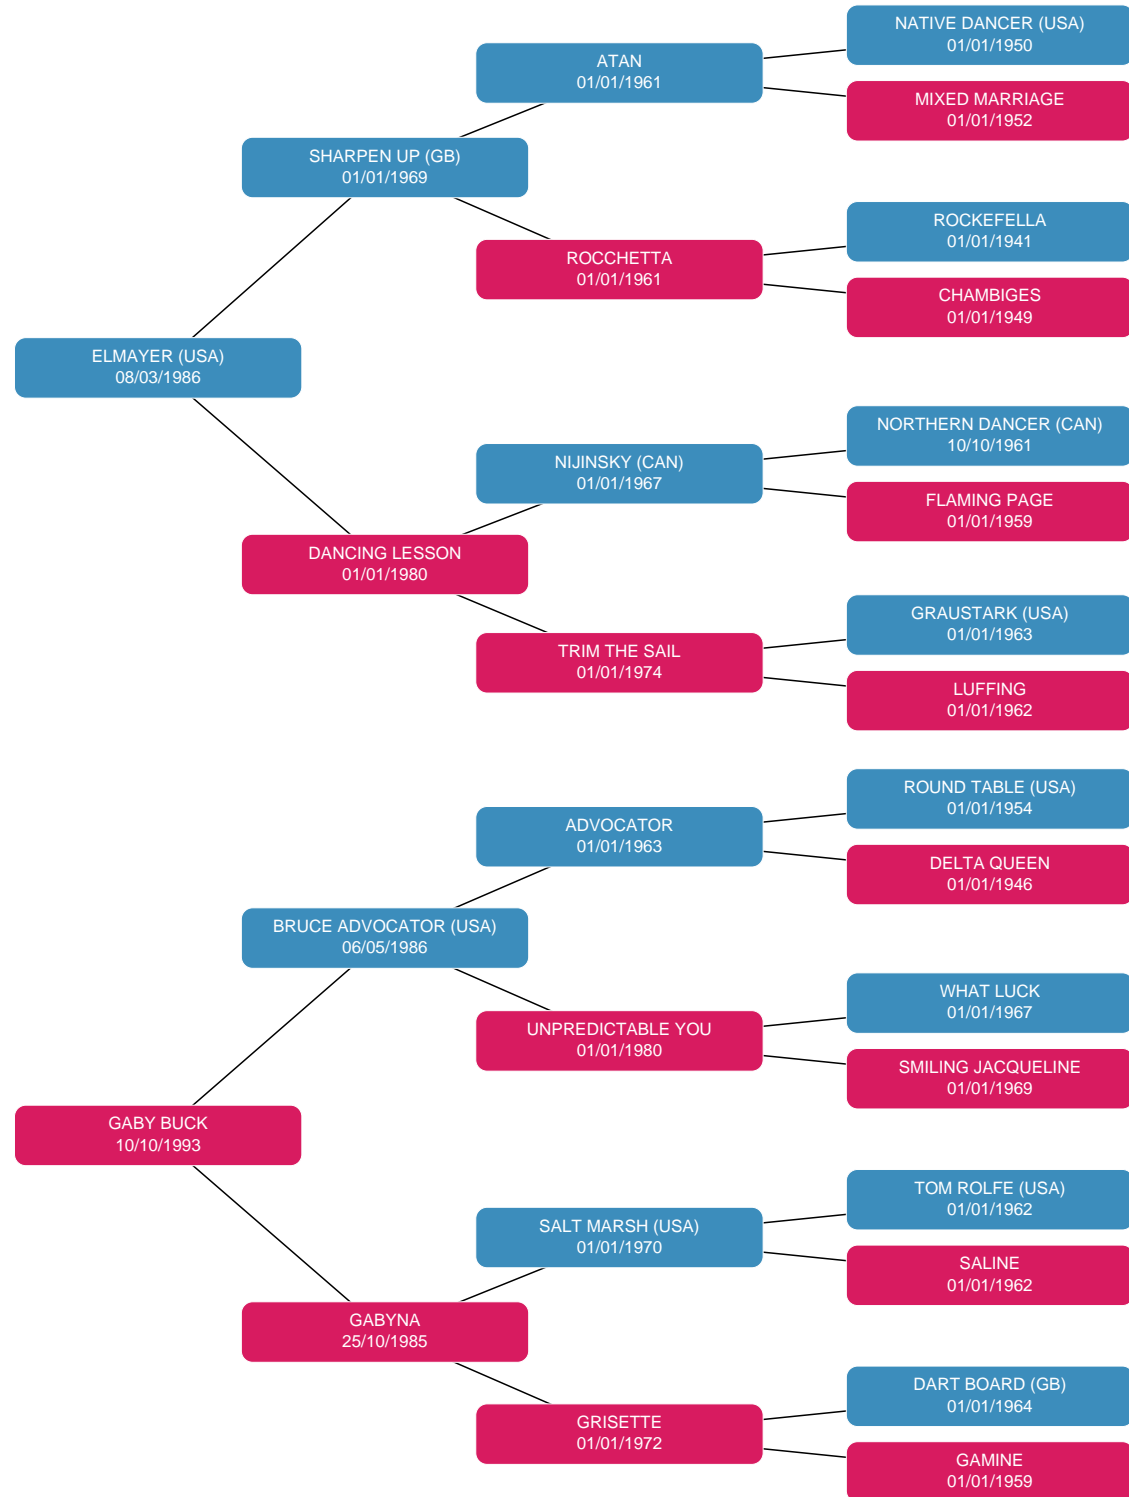 NATIVE DANCER (USA)
01/01/1950
ATAN
01/01/1961
MIXED MARRIAGE
01/01/1952
SHARPEN UP (GB)
01/01/1969
ROCKEFELLA
01/01/1941
ROCCHETTA
01/01/1961
CHAMBIGES
01/01/1949
ELMAYER (USA)
08/03/1986
NORTHERN DANCER (CAN)
10/10/1961
NIJINSKY (CAN)
01/01/1967
FLAMING PAGE
01/01/1959
DANCING LESSON
01/01/1980
GRAUSTARK (USA)
01/01/1963
TRIM THE SAIL
01/01/1974
LUFFING
01/01/1962
ROUND TABLE (USA)
01/01/1954
ADVOCATOR
01/01/1963
DELTA QUEEN
01/01/1946
BRUCE ADVOCATOR (USA)
06/05/1986
WHAT LUCK
01/01/1967
UNPREDICTABLE YOU
01/01/1980
SMILING JACQUELINE
01/01/1969
GABY BUCK
10/10/1993
TOM ROLFE (USA)
01/01/1962
SALT MARSH (USA)
01/01/1970
SALINE
01/01/1962
GABYNA
25/10/1985
DART BOARD (GB)
01/01/1964
GRISETTE
01/01/1972
GAMINE
01/01/1959